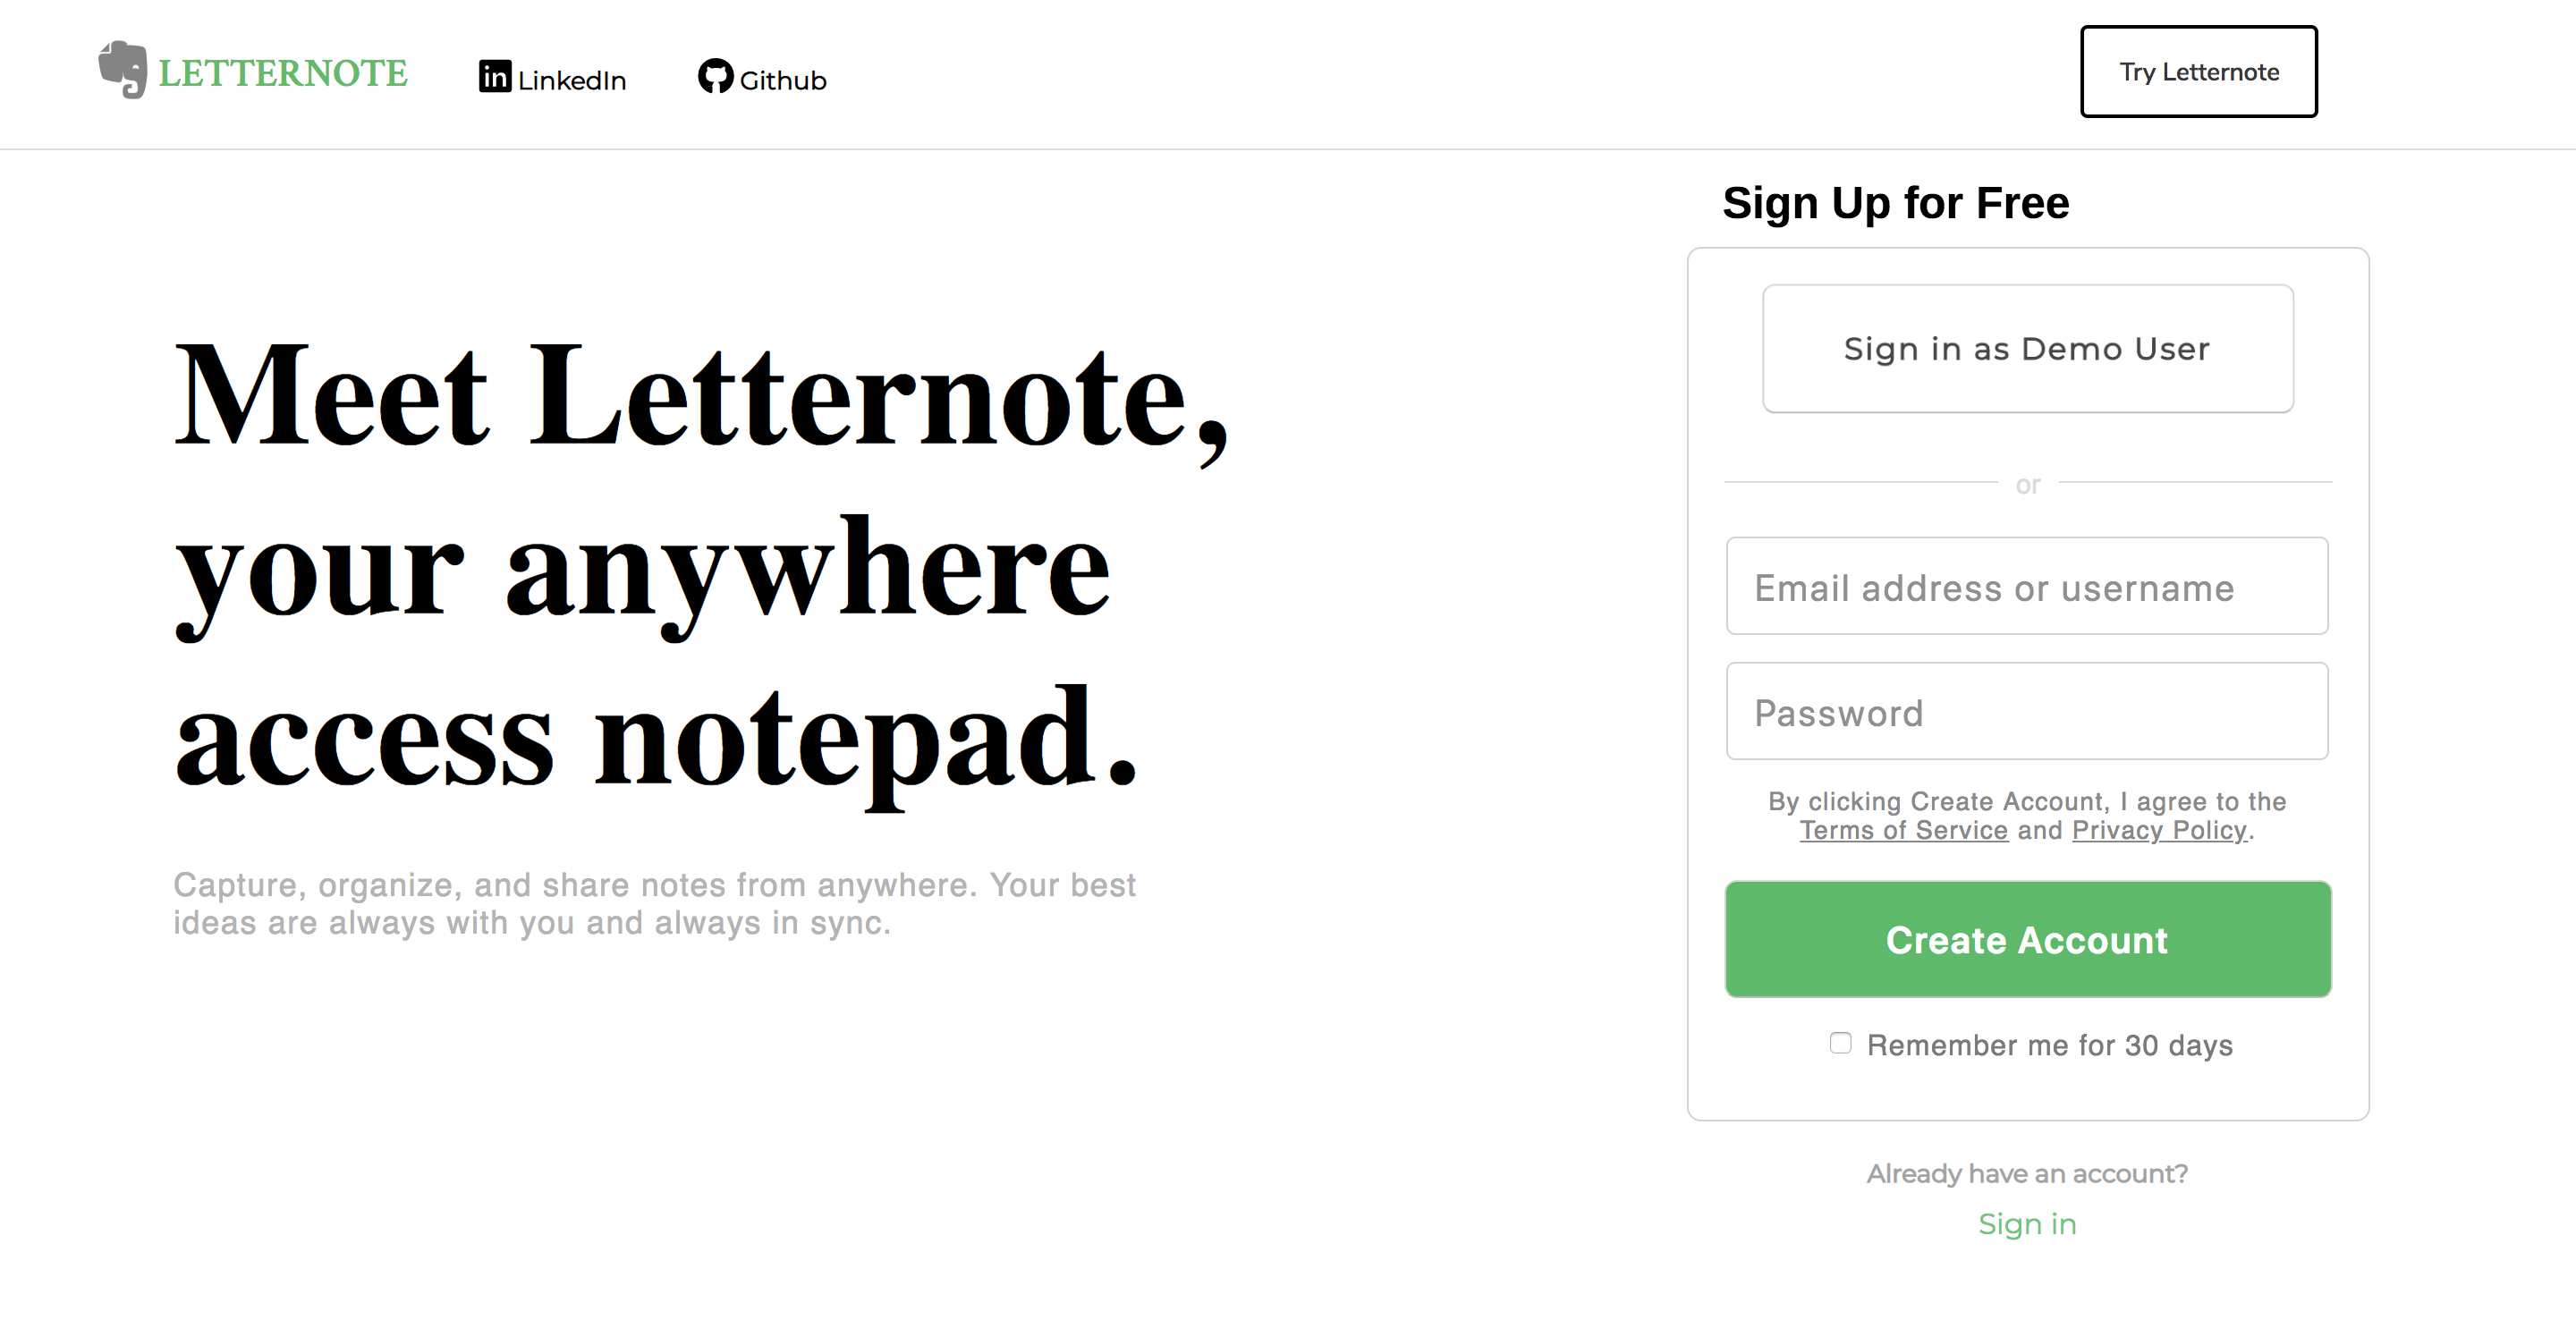 LETTERNOTE
LinkedIn
Github
Try Letternote
Meet Letternote,
your anywhere
access notepad.
Capture, organize, and share notes from anywhere. Your best
ideas are always with you and always in sync.
Sign Up for Free
Sign in as Demo User
or
Email address or username
Password
By clicking Create Account, I agree to the
Terms of Service and Privacy Policy.
Create Account
Remember me for 30 days
Already have an account?
Sign in